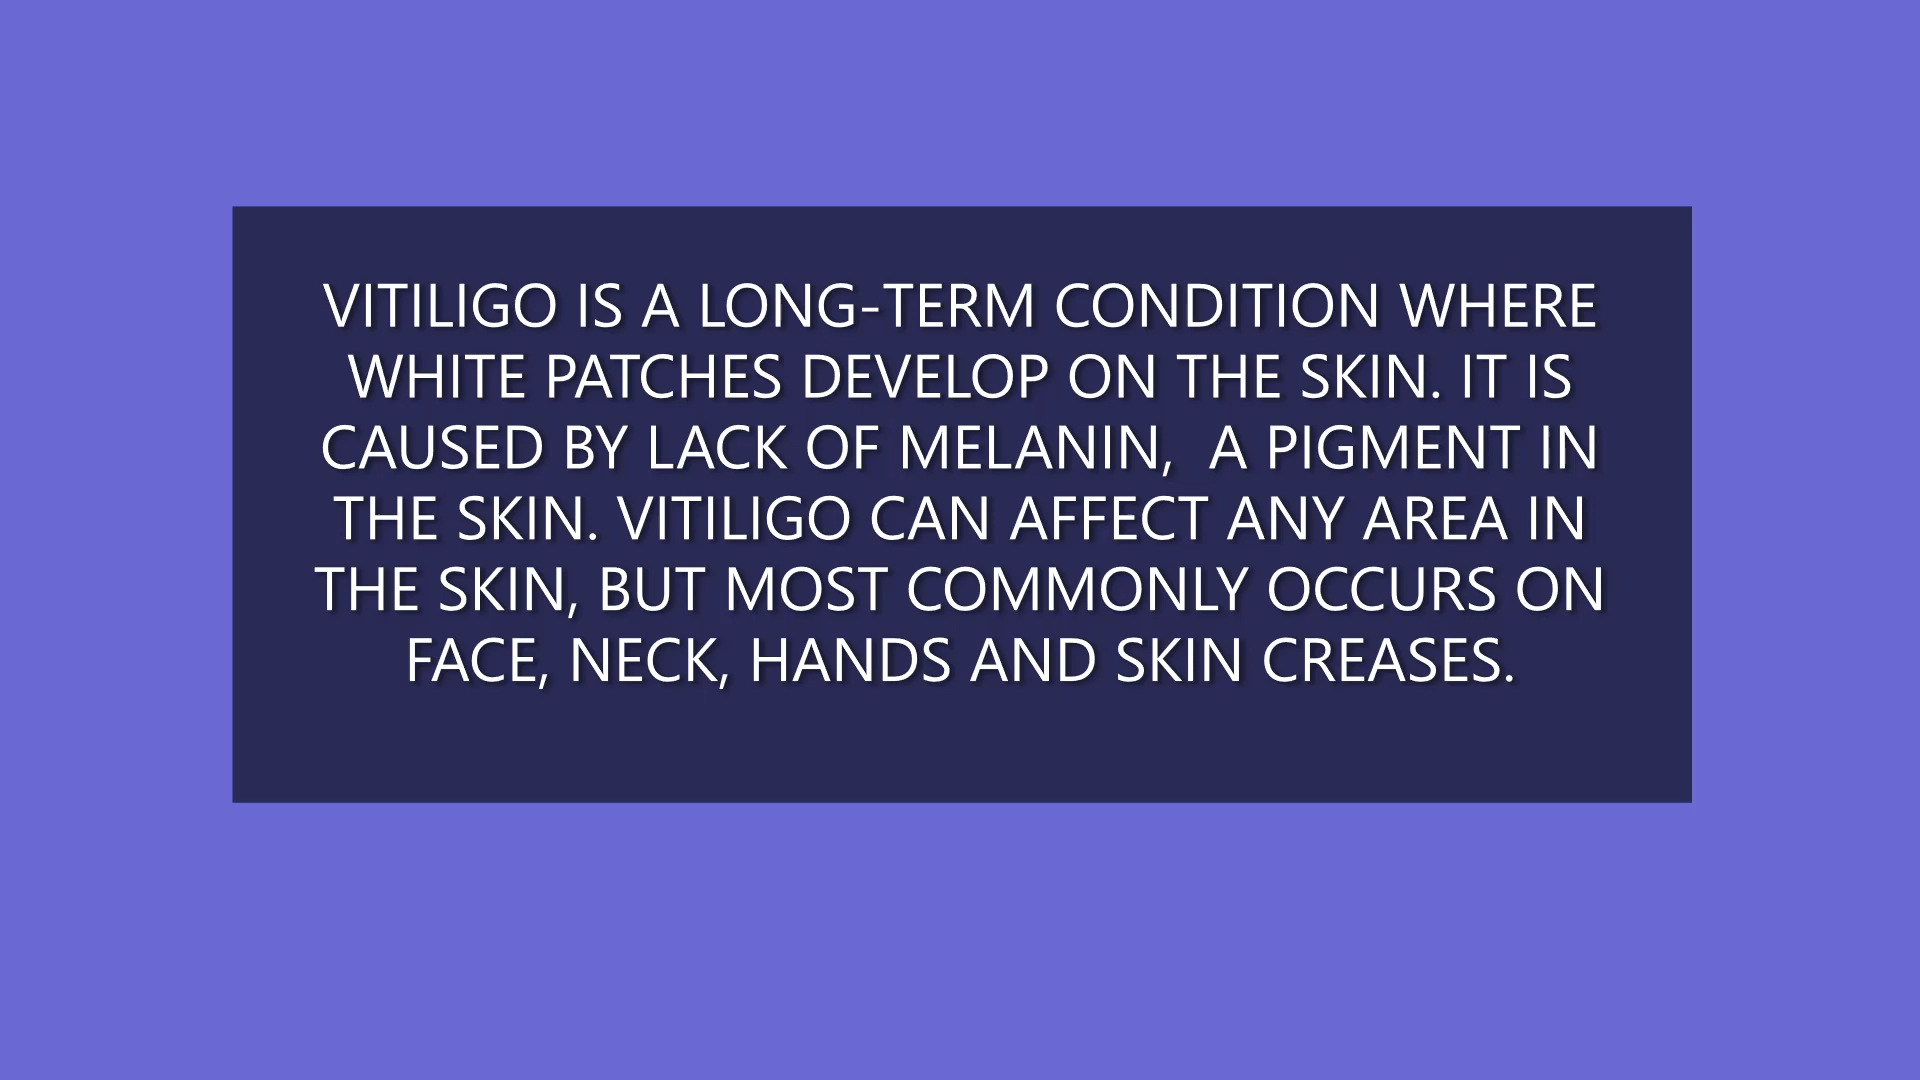 VITILIGO IS A LONG-TERM CONDITION WHERE
WHITE PATCHES DEVELOP ON THE SKIN. IT IS
CAUSED BY LACK OF MELANIN,  A PIGMENT IN
THE SKIN. VITILIGO CAN AFFECT ANY AREA IN
THE SKIN, BUT MOST COMMONLY OCCURS ON
FACE, NECK, HANDS AND SKIN CREASES.